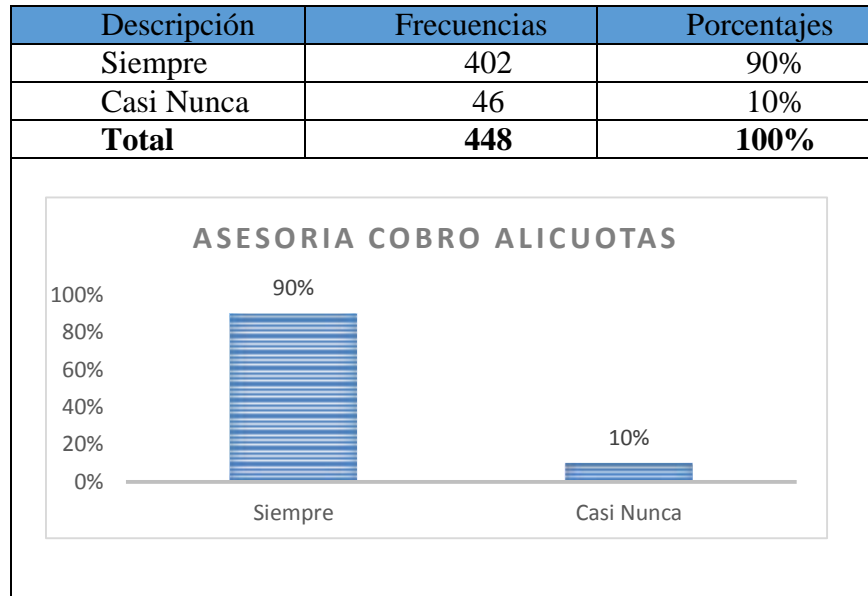 Descripción Frecuencias Porcentajes
Siempre 402 90%
Casi Nunca 46 10%
Total 448 100%
ASESORIA COBRO ALICUOTAS
100%
80%
60%
40%
20%
0%
90%
10%
Siempre Casi Nunca